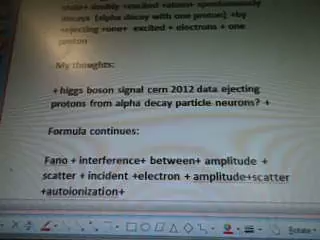 state+ doubly +excited +atom+ spontaneously
decays [alpha decay with one proton] +by
+ejecting +one+ excited + electrons + one
proton
My thoughts:
+ higgs boson signal cern 2012 data ejecting
protons from alpha decay particle neurons? +
Formula continues:
Fano + interference+ between+ amplitude +
scatter + incident +electron + amplitude+scatter
+autoionization+
Rotate